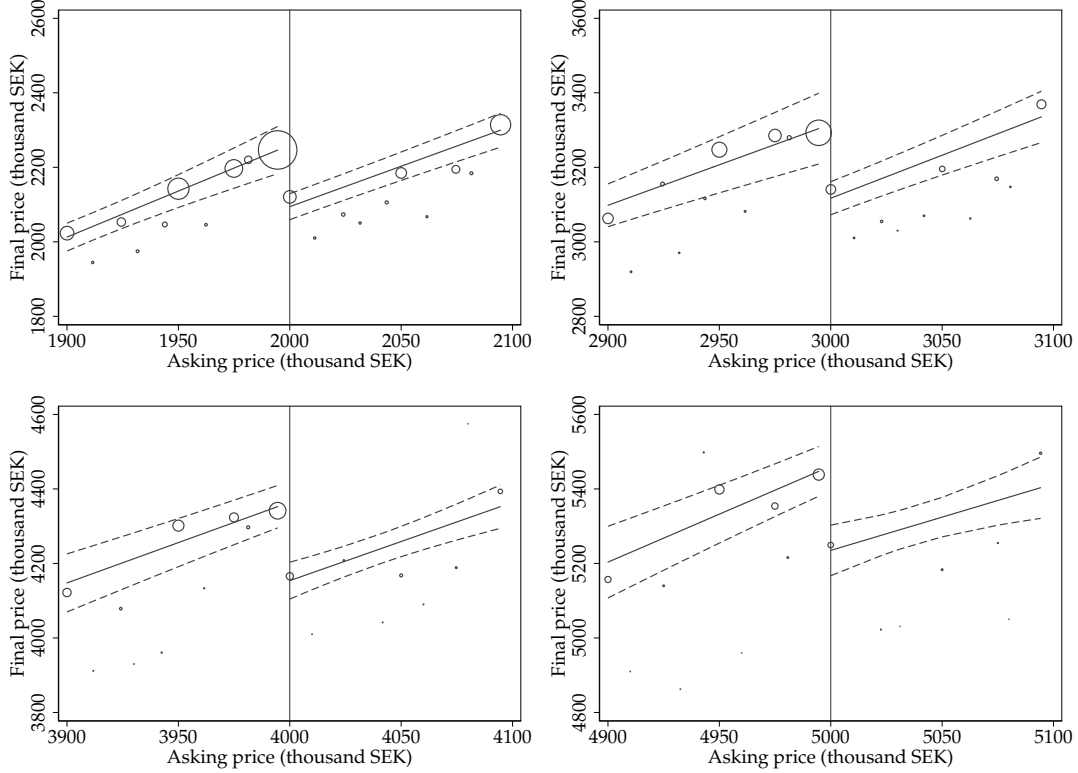 Final price (thousand SEK)
2600
2400
2200
2000
1800
1900 1950 2000 2050 2100
Asking price (thousand SEK)
Final price (thousand SEK)
3600
3400
3200
3000
2800
2900 2950 3000 3050 3100
Asking price (thousand SEK)
Final price (thousand SEK)
4600
4400
4200
4000
3800
3900 3950 4000 4050 4100
Asking price (thousand SEK)
Final price (thousand SEK)
5600
5400
5200
5000
4800
4900 4950 5000 5050 5100
Asking price (thousand SEK)